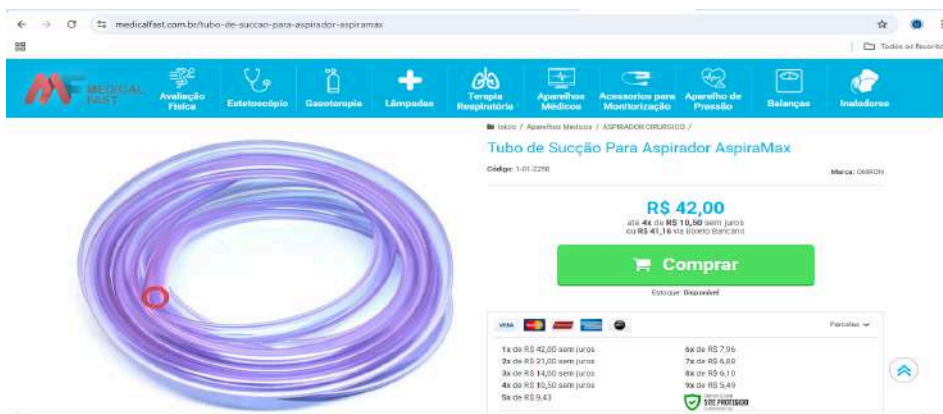 medicalfast.com.br/tubo-de-succao-para-aspirador-aspiramax
Todos os favorito
MEDICAL FAST
Avaliação Física
Estetoscópio
Gasoterapia
Lâmpadas
Terapia Respiratória
Aparelhos Médicos
Acessorios para Monitorização
Aparelho de Pressão
Balanças
Inaladores
Início / Aparelhos Médicos / ASPIRADOR CIRURGICO /
Tubo de Sucção Para Aspirador AspiraMax
Código: 1-01-2250
Marca: OMRON
R$ 42,00
até 4x de R$ 10,50 sem juros
ou R$ 41,16 via Boleto Bancário
Comprar
Estoque: Disponível
VISA
Parcelas
1x de R$ 42,00 sem juros
2x de R$ 21,00 sem juros
3x de R$ 14,00 sem juros
4x de R$ 10,50 sem juros
5x de R$ 9,43
6x de R$ 7,96
7x de R$ 6,88
8x de R$ 6,10
9x de R$ 5,49
SITE PROTEGIDO